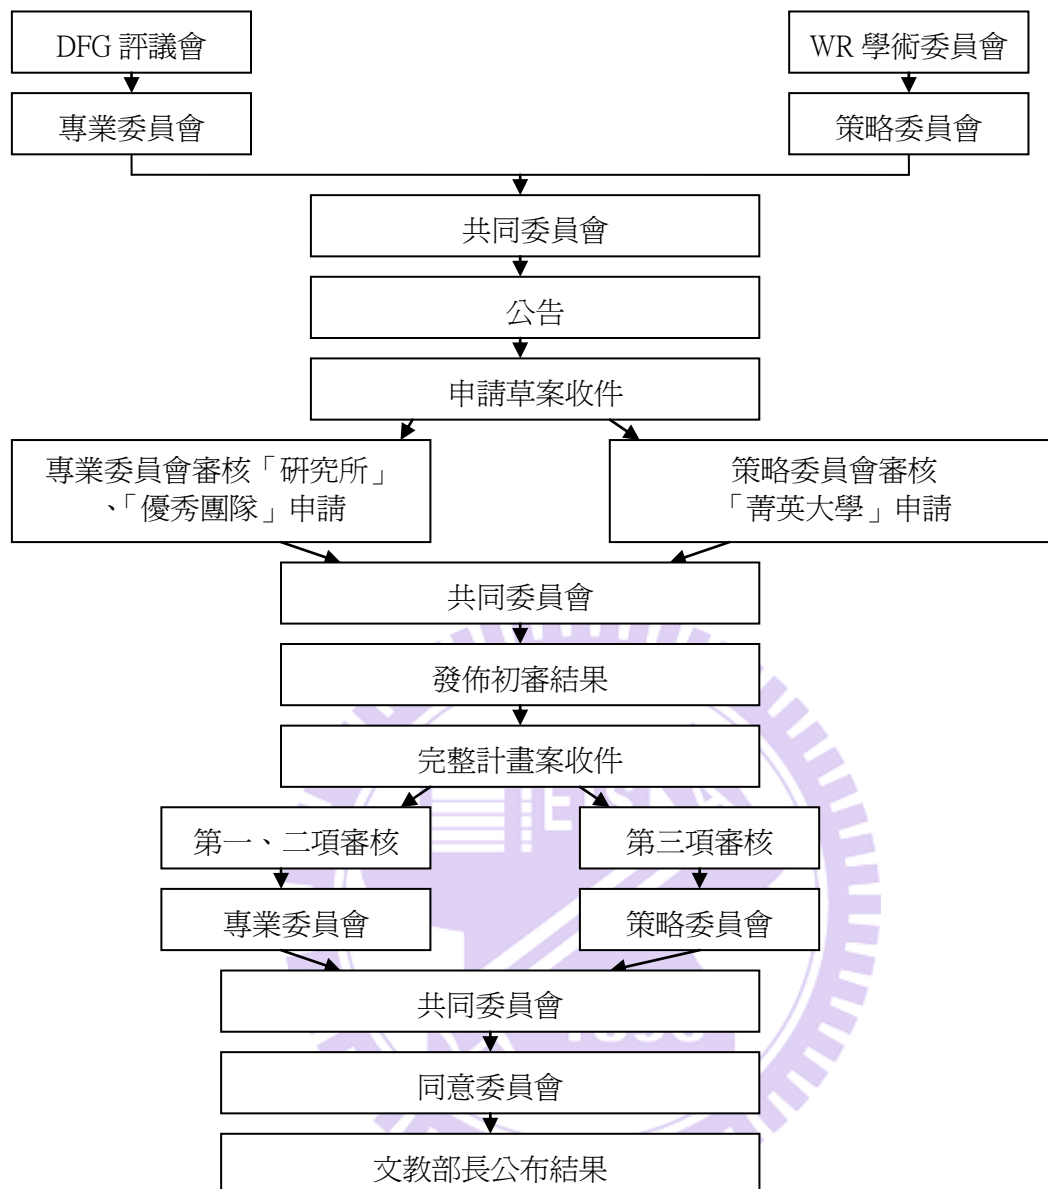 DFG 評議會
WR 學術委員會
專業委員會
策略委員會
共同委員會
公告
申請草案收件
專業委員會審核「研究所」
、「優秀團隊」申請
策略委員會審核
「菁英大學」申請
共同委員會
發佈初審結果
完整計畫案收件
第一、二項審核
第三項審核
專業委員會
策略委員會
共同委員會
同意委員會
文教部長公布結果